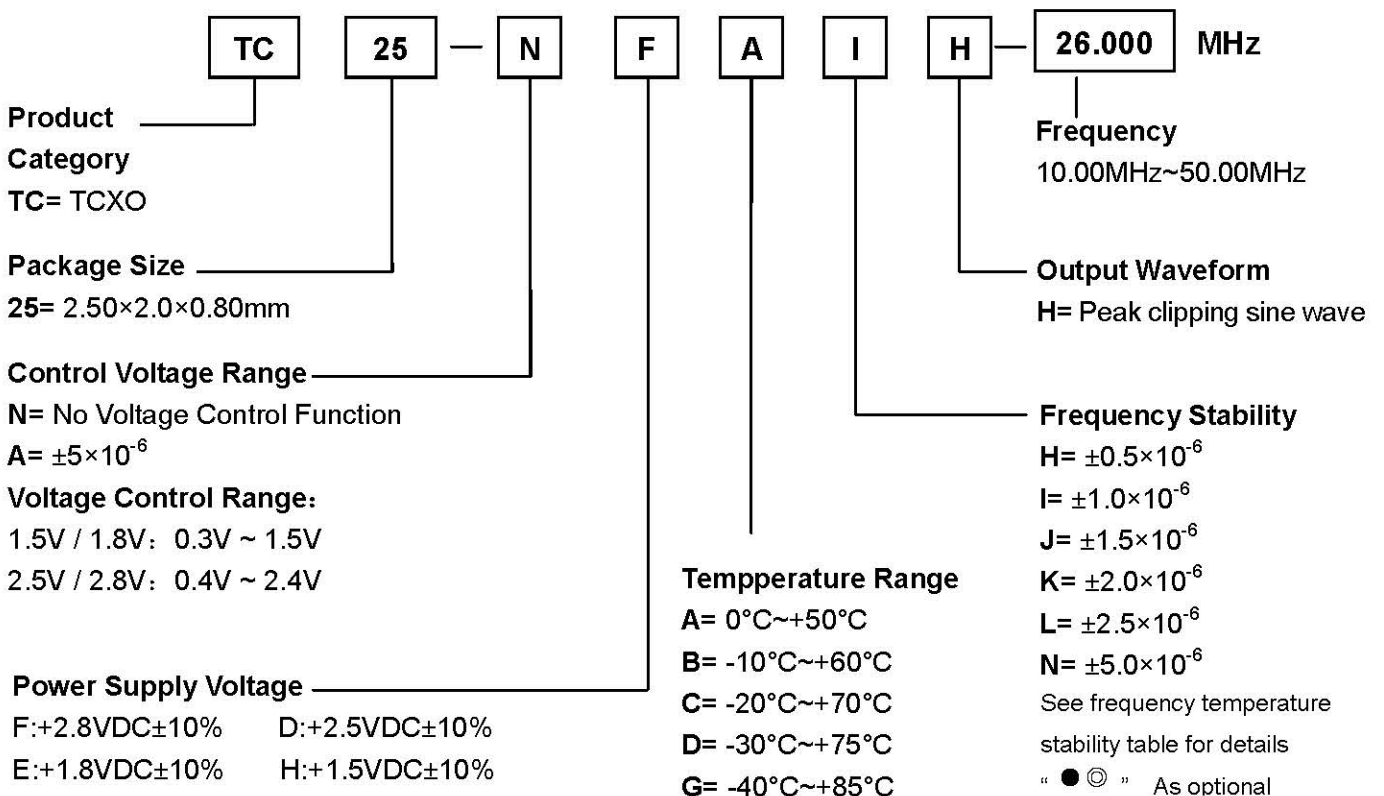 TC 25 — N F A I H — 26.000 MHz
Product
Category
TC= TCXO
Package Size
25= 2.50×2.0×0.80mm
Control Voltage Range
N= No Voltage Control Function
A= ±5×10⁻⁶
Voltage Control Range：
1.5V / 1.8V：0.3V ~ 1.5V
2.5V / 2.8V：0.4V ~ 2.4V
Power Supply Voltage
F:+2.8VDC±10% D:+2.5VDC±10%
E:+1.8VDC±10% H:+1.5VDC±10%
Tempperature Range
A= 0°C~+50°C
B= -10°C~+60°C
C= -20°C~+70°C
D= -30°C~+75°C
G= -40°C~+85°C
Frequency
10.00MHz~50.00MHz
Output Waveform
H= Peak clipping sine wave
Frequency Stability
H= ±0.5×10⁻⁶
I= ±1.0×10⁻⁶
J= ±1.5×10⁻⁶
K= ±2.0×10⁻⁶
L= ±2.5×10⁻⁶
N= ±5.0×10⁻⁶
See frequency temperature
stability table for details
“ ●◎ ” As optional